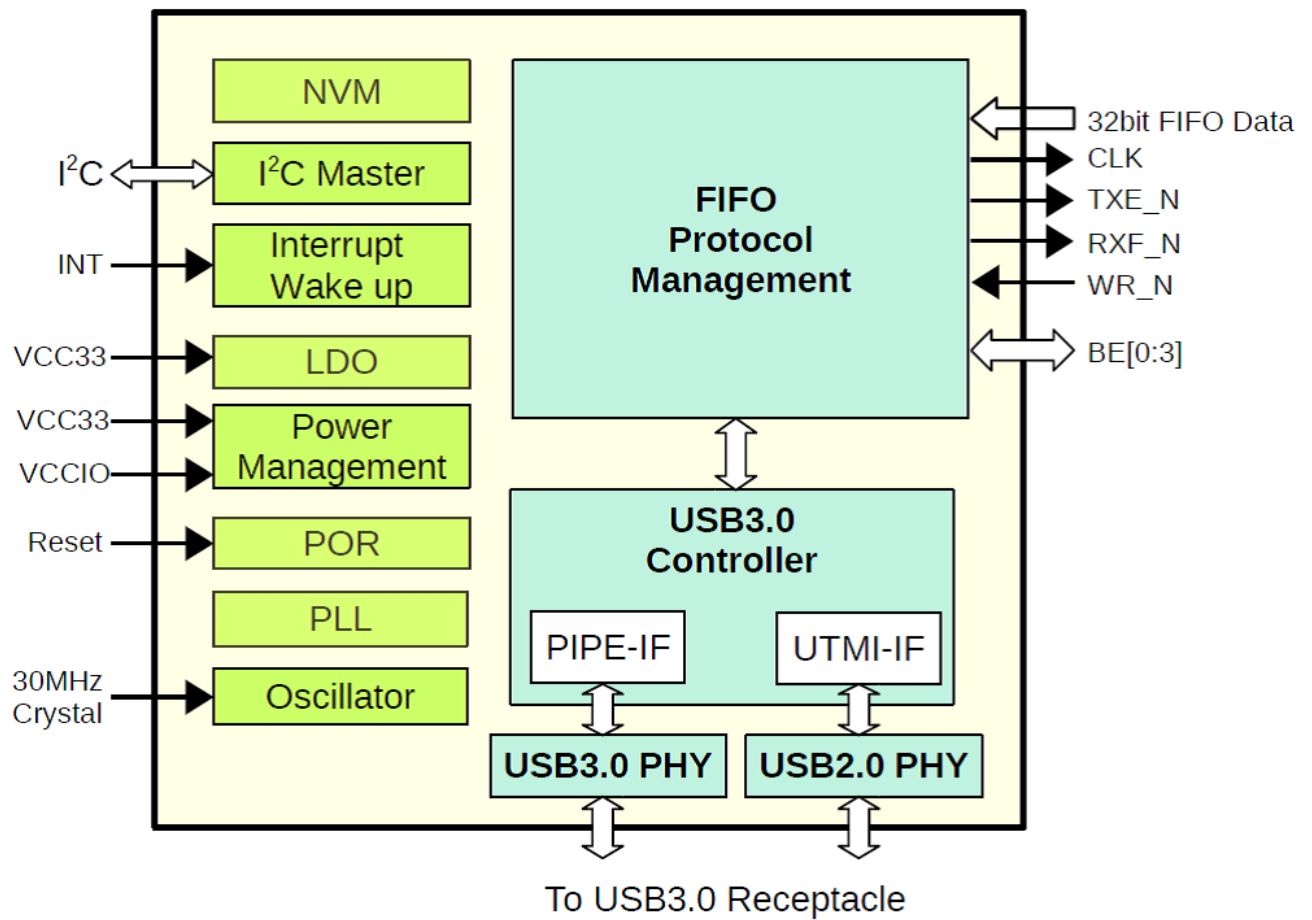 NVM
I²C
I²C Master
INT
Interrupt
Wake up
VCC33
LDO
VCC33
VCCIO
Power
Management
Reset
POR
PLL
30MHz
Crystal
Oscillator
FIFO
Protocol
Management
32bit FIFO Data
CLK
TXE_N
RXF_N
WR_N
BE[0:3]
USB3.0
Controller
PIPE-IF
UTMI-IF
USB3.0 PHY
USB2.0 PHY
To USB3.0 Receptacle